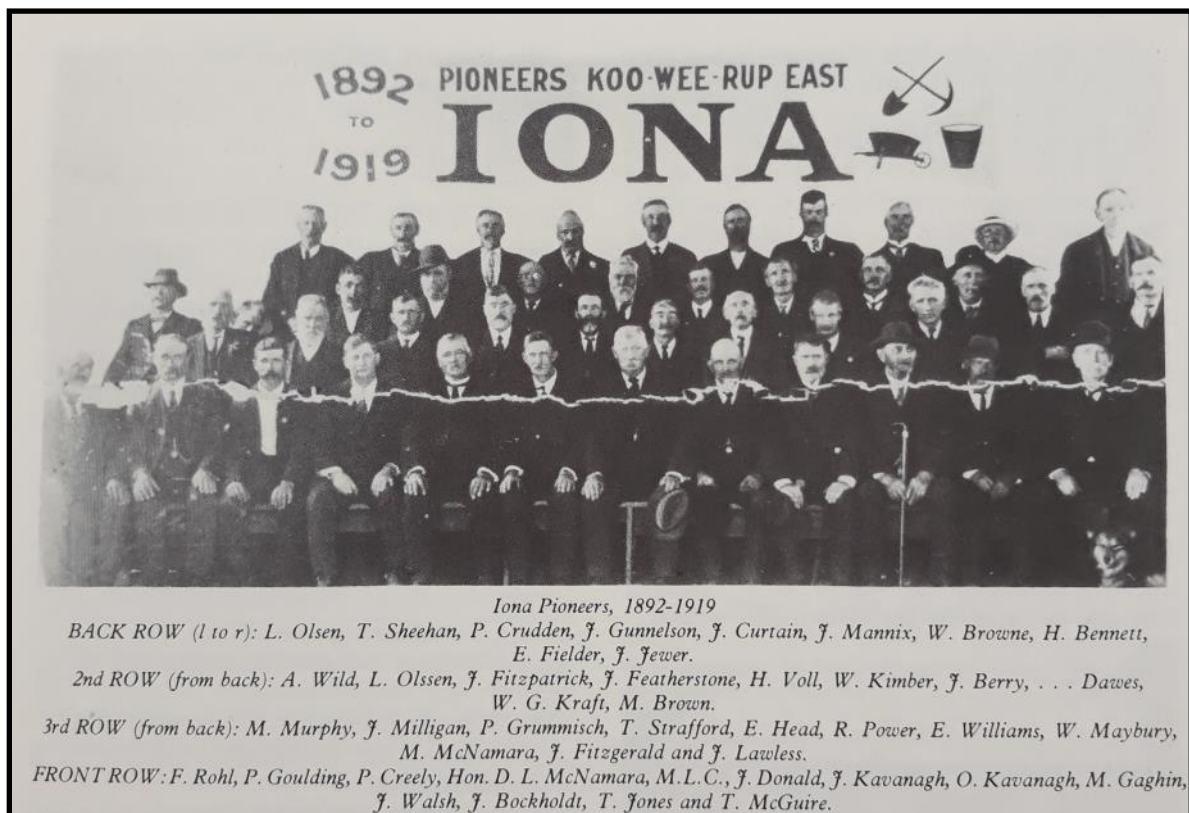 1892 PIONEERS KOO-WEE-RUP EAST
TO
1919 IONA
Iona Pioneers, 1892-1919
BACK ROW (l to r): L. Olsen, T. Sheehan, P. Crudden, J. Gunnelson, J. Curtain, J. Mannix, W. Browne, H. Bennett,
E. Fielder, J. Jewer.
2nd ROW (from back): A. Wild, L. Olssen, J. Fitzpatrick, J. Featherstone, H. Voll, W. Kimber, J. Berry, . . . Dawes,
W. G. Kraft, M. Brown.
3rd ROW (from back): M. Murphy, J. Milligan, P. Grummisch, T. Strafford, E. Head, R. Power, E. Williams, W. Maybury,
M. McNamara, J. Fitzgerald and J. Lawless.
FRONT ROW: F. Rohl, P. Goulding, P. Creely, Hon. D. L. McNamara, M.L.C., J. Donald, J. Kavanagh, O. Kavanagh, M. Gaghin,
J. Walsh, J. Bockholdt, T. Jones and T. McGuire.